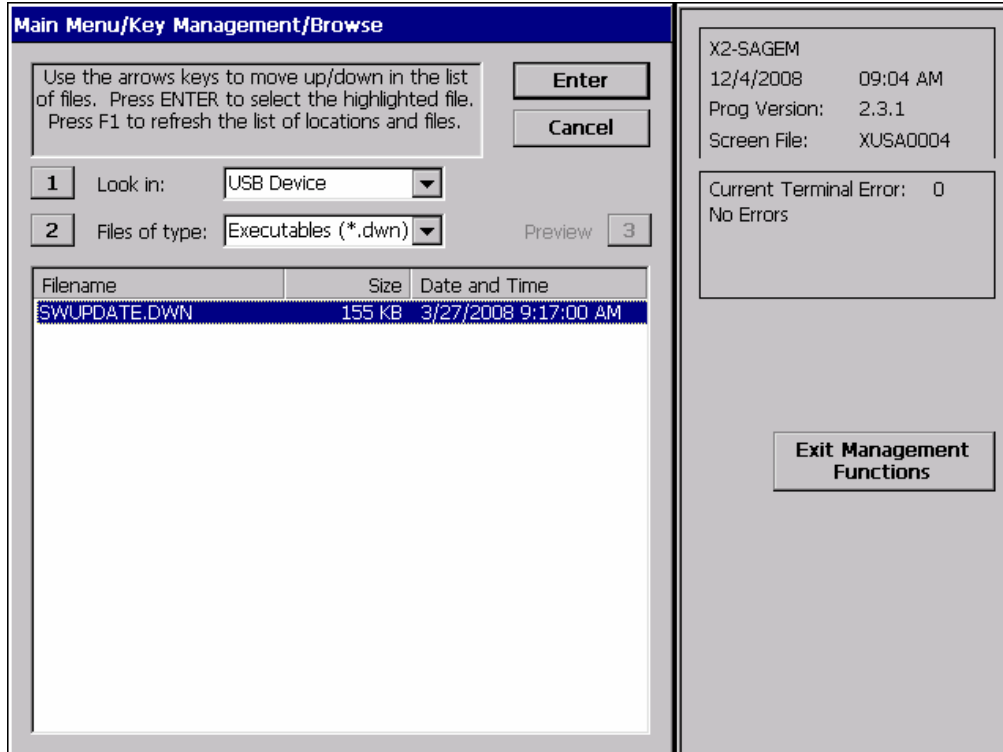 Main Menu/Key Management/Browse
Use the arrows keys to move up/down in the list
of files. Press ENTER to select the highlighted file.
Press F1 to refresh the list of locations and files.
Enter
Cancel
1 Look in: USB Device
2 Files of type: Executables (*.dwn) Preview 3
Filename Size Date and Time
SWUPDATE.DWN 155 KB 3/27/2008 9:17:00 AM
X2-SAGEM
12/4/2008 09:04 AM
Prog Version: 2.3.1
Screen File: XUSA0004
Current Terminal Error: 0
No Errors
Exit Management
Functions